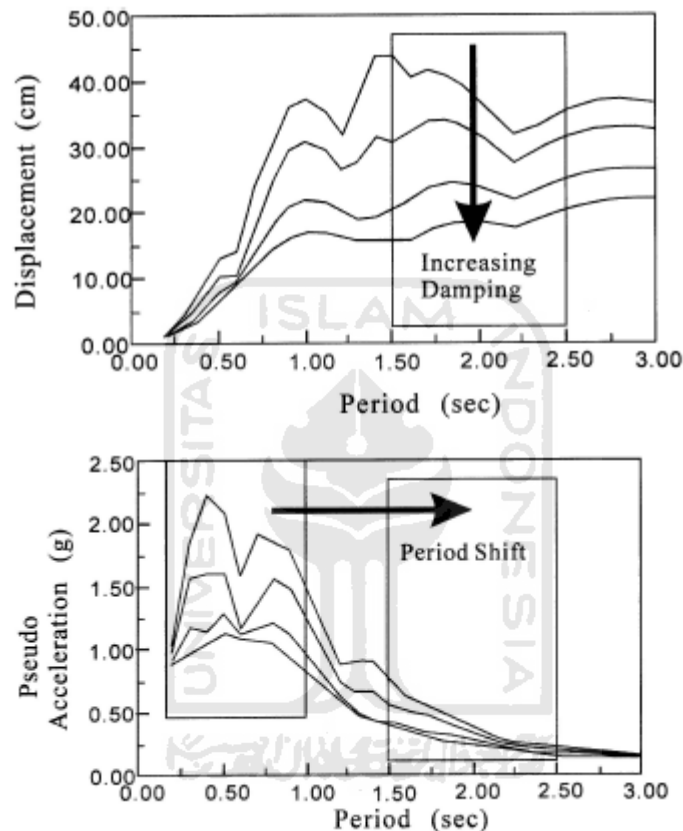 50.00
40.00
30.00
20.00
10.00
0.00
Displacement (cm)
Increasing
Damping
0.00 0.50 1.00 1.50 2.00 2.50 3.00
Period (sec)
ISLAM
UNIVERSITAS
INDONESIA
2.50
2.00
1.50
1.00
0.50
0.00
Pseudo
Acceleration (g)
Period Shift
0.00 0.50 1.00 1.50 2.00 2.50 3.00
Period (sec)